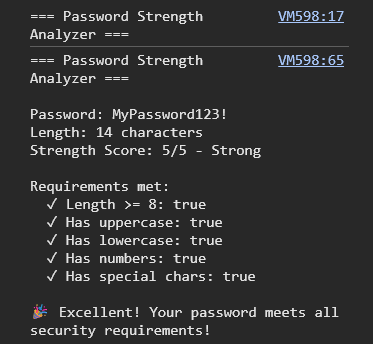 === Password Strength VM598:17
Analyzer ===
=== Password Strength VM598:65
Analyzer ===
Password: MyPassword123!
Length: 14 characters
Strength Score: 5/5 - Strong
Requirements met:
✓ Length >= 8: true
✓ Has uppercase: true
✓ Has lowercase: true
✓ Has numbers: true
✓ Has special chars: true
🎉 Excellent! Your password meets all
security requirements!